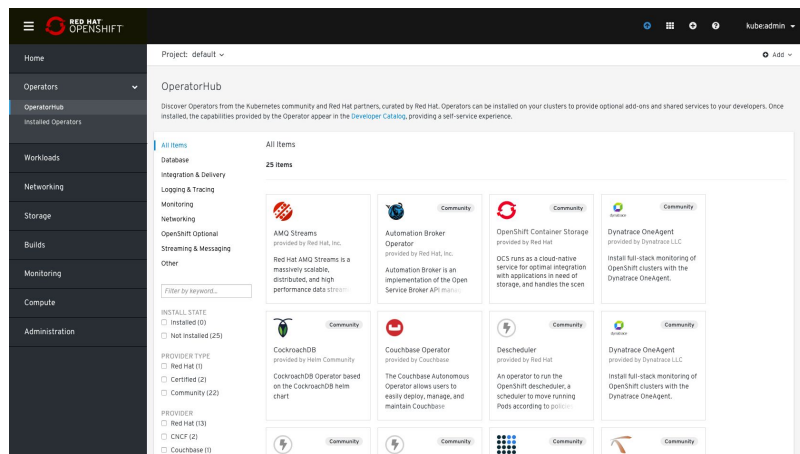 RED HAT
OPENSHIFT
kube:admin
Home
Operators
OperatorHub
Installed Operators
Workloads
Networking
Storage
Builds
Monitoring
Compute
Administration
Project: default
Add
OperatorHub
Discover Operators from the Kubernetes community and Red Hat partners, curated by Red Hat. Operators can be installed on your clusters to provide optional add-ons and shared services to your developers. Once
installed, the capabilities provided by the Operator appear in the Developer Catalog, providing a self-service experience.
All Items
Database
Integration & Delivery
Logging & Tracing
Monitoring
Networking
OpenShift Optional
Streaming & Messaging
Other
Filter by keyword...
INSTALL STATE
Installed (0)
Not Installed (25)
PROVIDER TYPE
Red Hat (1)
Certified (2)
Community (22)
PROVIDER
Red Hat (13)
CNCF (2)
Couchbase (1)
All Items
25 items
AMQ Streams
provided by Red Hat, Inc.
Red Hat AMQ Streams is a
massively scalable,
distributed, and high
performance data stream
Community
Automation Broker
Operator
provided by Red Hat, Inc.
Automation Broker is an
implementation of the Open
Service Broker API
Community
OpenShift Container Storage
provided by Red Hat
OCS runs as a cloud-native
service for optimal integration
with applications in need of
storage, and handles the scen
dynatrace
Community
Dynatrace OneAgent
provided by Dynatrace LLC
Install full-stack monitoring of
OpenShift clusters with the
Dynatrace OneAgent.
Community
CockroachDB
provided by Helm Community
CockroachDB Operator based
on the CockroachDB helm
chart
Community
Couchbase Operator
provided by Couchbase
The Couchbase Autonomous
Operator allows users to
easily deploy, manage, and
maintain Couchbase
Community
Descheduler
provided by Red Hat
An operator to run the
OpenShift descheduler, a
scheduler to move running
Pods according to policies
dynatrace
Community
Dynatrace OneAgent
provided by Dynatrace LLC
Install full-stack monitoring of
OpenShift clusters with the
Dynatrace OneAgent.
Community
Community
Community
Community